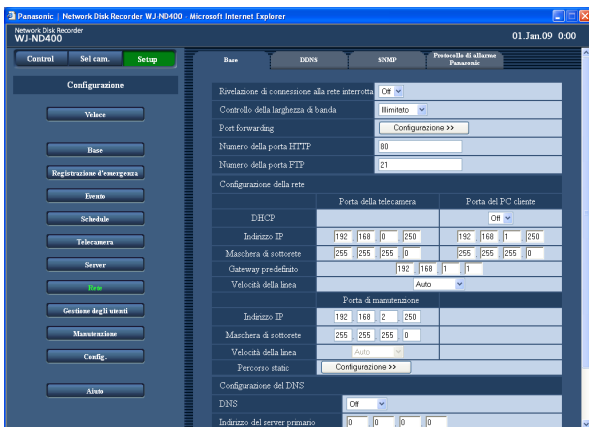 Panasonic | Network Disk Recorder WJ-ND400 - Microsoft Internet Explorer
Network Disk Recorder
WJ-ND400
01.Jan.09 0:00
Control Sel cam. Setup
Configurazione
Veloce
Base
Registrazione d'emergenza
Evento
Schedule
Telecamera
Server
Rete
Gestione degli utenti
Manutenzione
Config.
Aiuto
Base DDNS SNMP Protocollo di allarme Panasonic
Rivelazione di connessione alla rete interrotta Off
Controllo della larghezza di banda Illimitato
Port forwarding Configurazione >>
Numero della porta HTTP 80
Numero della porta FTP 21
Configurazione della rete
Porta della telecamera Porta del PC cliente
DHCP Off
Indirizzo IP 192 . 168 . 0 . 250 192 . 168 . 1 . 250
Maschera di sottorete 255 . 255 . 255 . 0 255 . 255 . 255 . 0
Gateway predefinito 192 . 168 . 1 . 1
Velocità della linea Auto
Porta di manutenzione
Indirizzo IP 192 . 168 . 2 . 250
Maschera di sottorete 255 . 255 . 255 . 0
Velocità della linea Auto
Percorso static Configurazione >>
Configurazione del DNS
DNS Off
Indirizzo del server primario 0 . 0 . 0 . 0